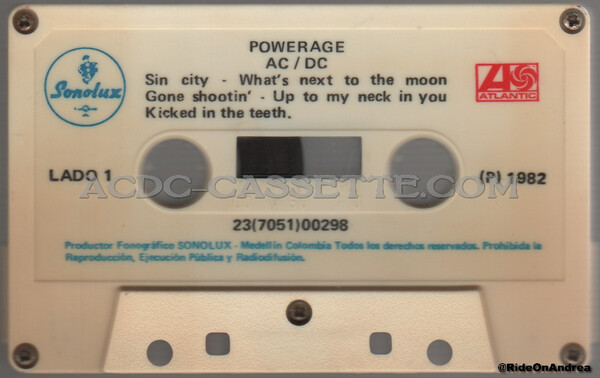 POWERAGE
AC / DC
Sonolux
Sin city - What's next to the moon
Gone shootin' - Up to my neck in you
Kicked in the teeth.
ATLANTIC
LADO 1
(P) 1982
ACDC-CASSETTE.COM
23(7051)00298
Productor Fonográfico SONOLUX - Medellín Colombia Todos los derechos reservados. Prohibida la
Reproducción, Ejecución Pública y Radiodifusión.
@RideOnAndrea